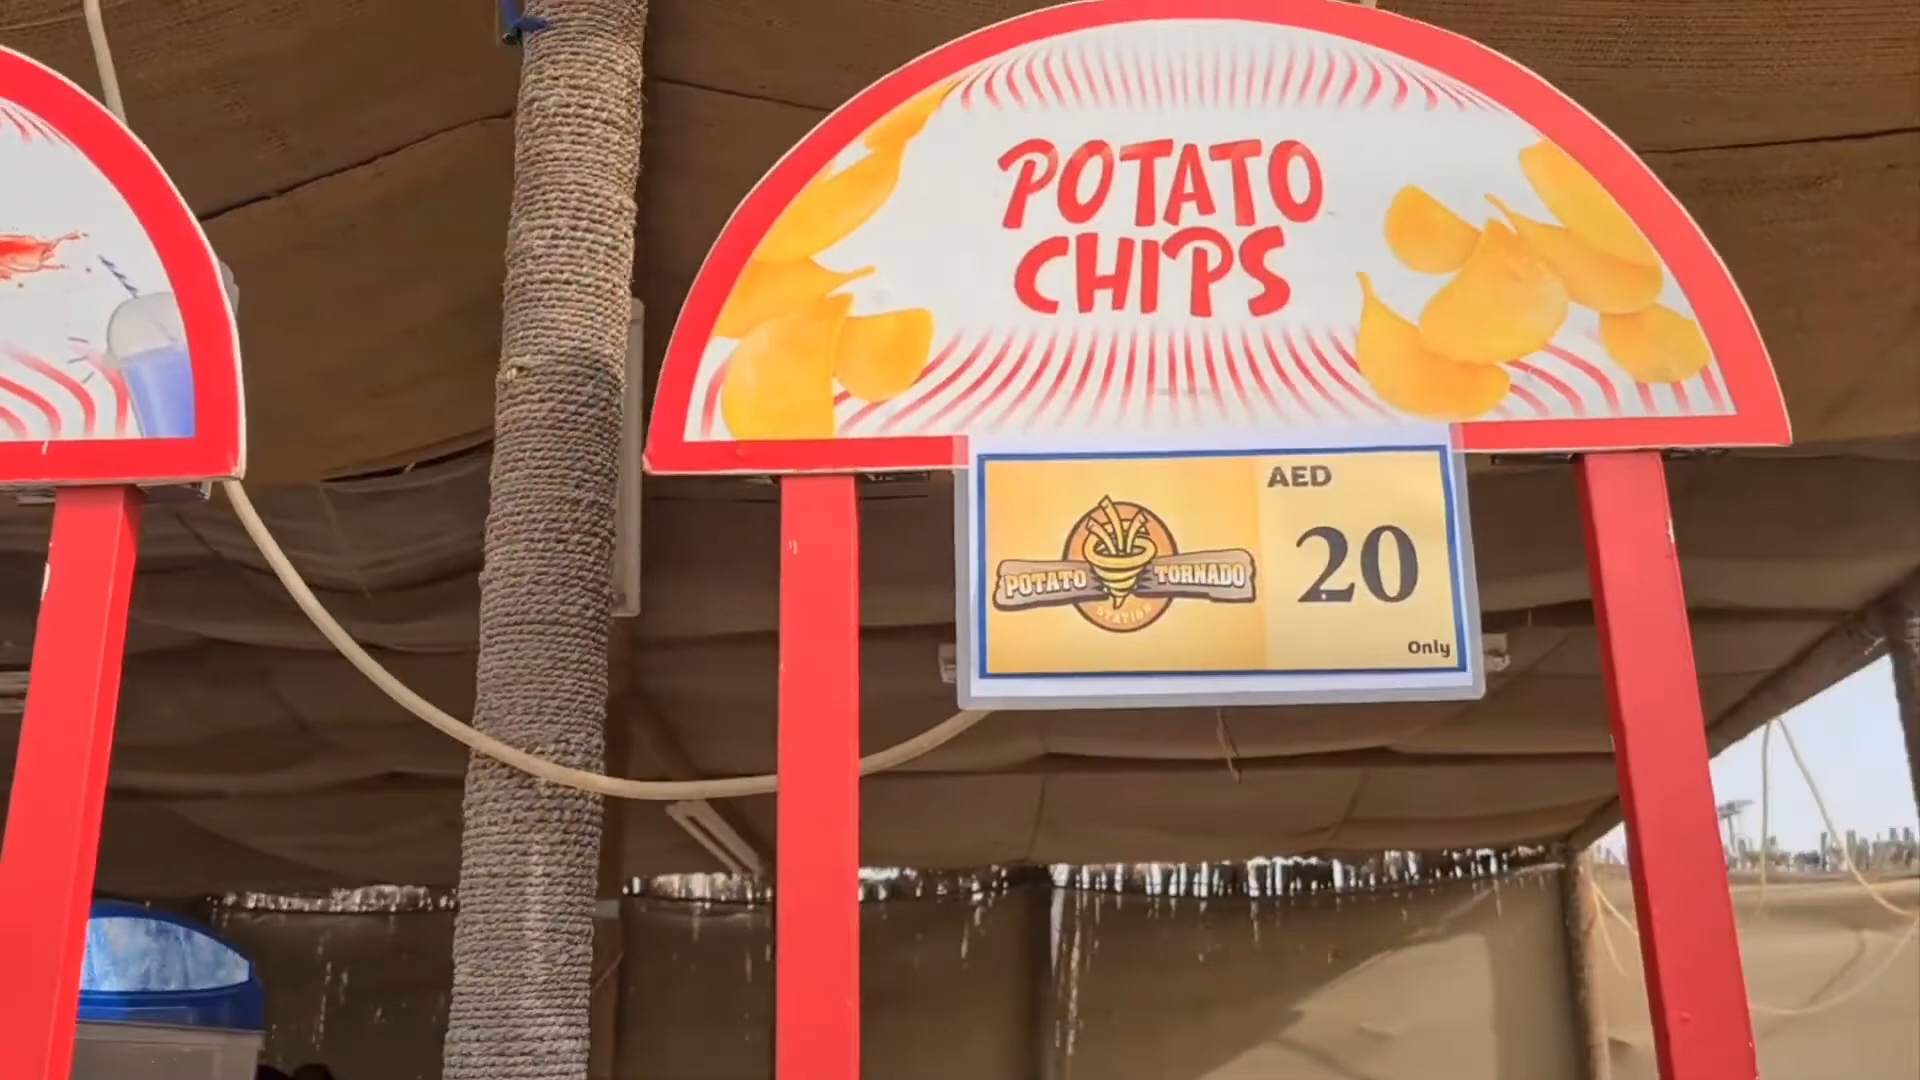 POTATO
CHIPS
POTATO TORNADO
STATION
AED
20
Only